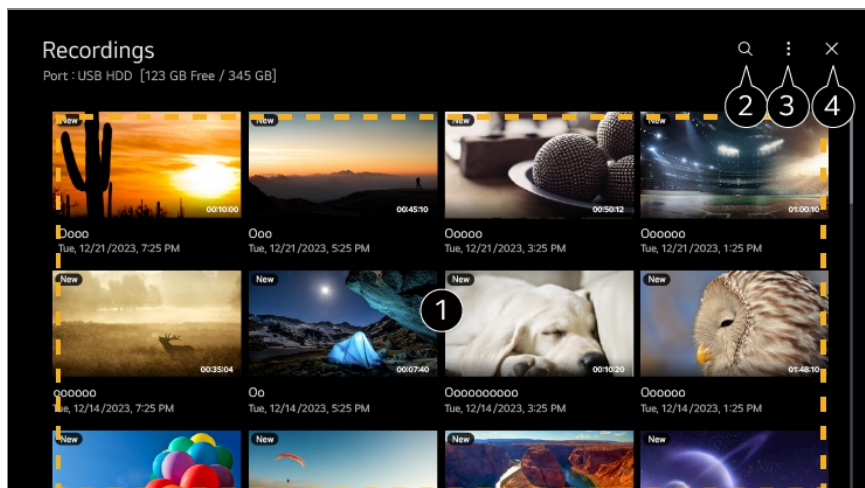 Recordings
Port : USB HDD [123 GB Free / 345 GB]
2 3 4
New New New New
00:10:00 00:45:10 00:50:12 01:00:10
Oooo Ooo Ooooo Oooooo
Tue, 12/21/2023, 7:25 PM Tue, 12/21/2023, 5:25 PM Tue, 12/21/2023, 3:25 PM Tue, 12/21/2023, 1:25 PM
New New New New
1
00:35:04 00:07:40 00:10:20 01:48:10
oooooo Oo Oooooooooo Oooooo
Tue, 12/14/2023, 7:25 PM Tue, 12/14/2023, 5:25 PM Tue, 12/14/2023, 3:25 PM Tue, 12/14/2023, 1:25 PM
New New New New